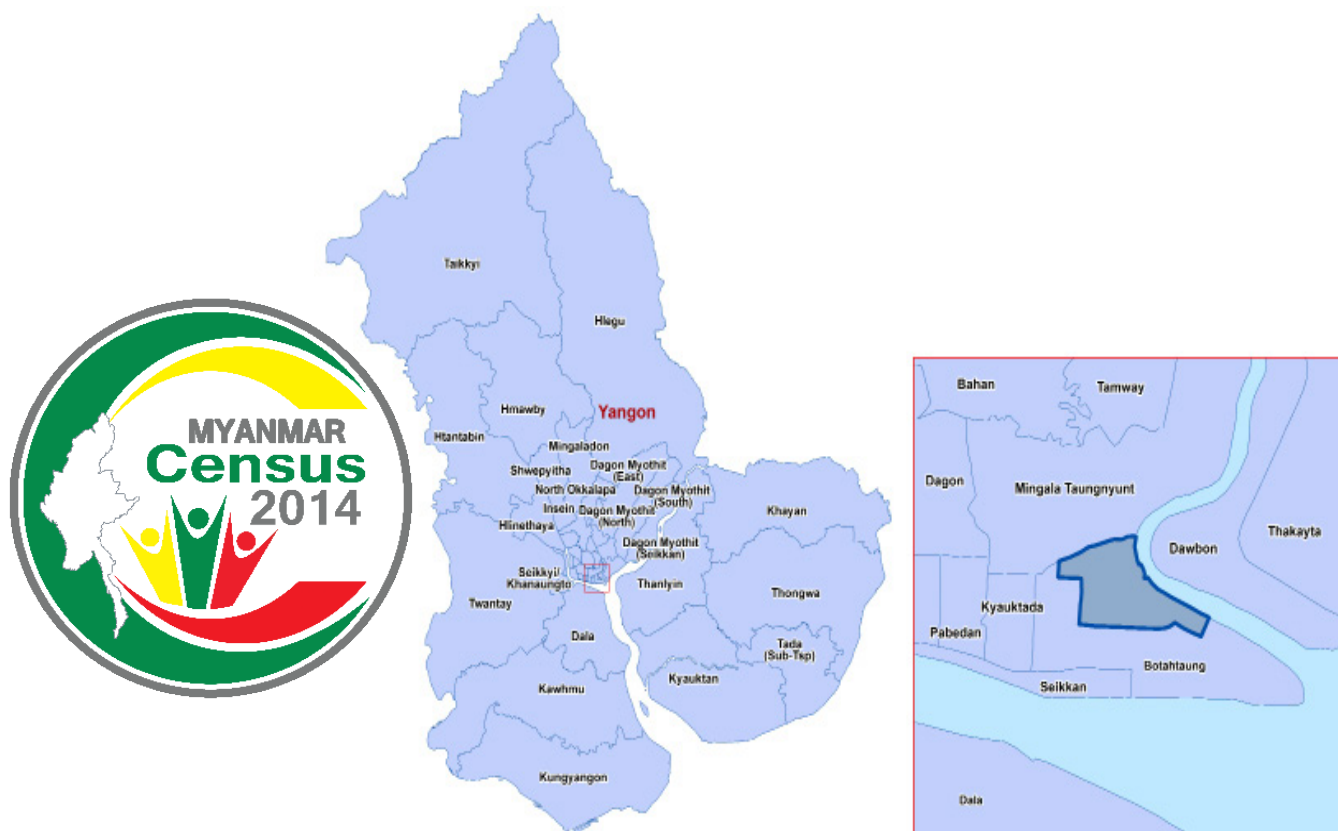 MYANMAR
Census
2014
Taikkyi
Hlegu
Yangon
Hmawby
Htantabin
Mingaladon
Shwepyitha
Dagon Myothit
(East)
North Okkalapa
Dagon Myothit
(South)
Insein
Dagon Myothit
(North)
Hlinethaya
Khayan
Dagon Myothit
(Seikkan)
Seikkyi/
Khanaungto
Thanlyin
Twantay
Thongwa
Dala
Tada
(Sub-Tsp)
Kyauktan
Kawhmu
Kungyangon
Bahan
Tamway
Dagon
Mingala Taungnyunt
Thakayta
Dawbon
Kyauktada
Pabedan
Botahtaung
Seikkan
Dala